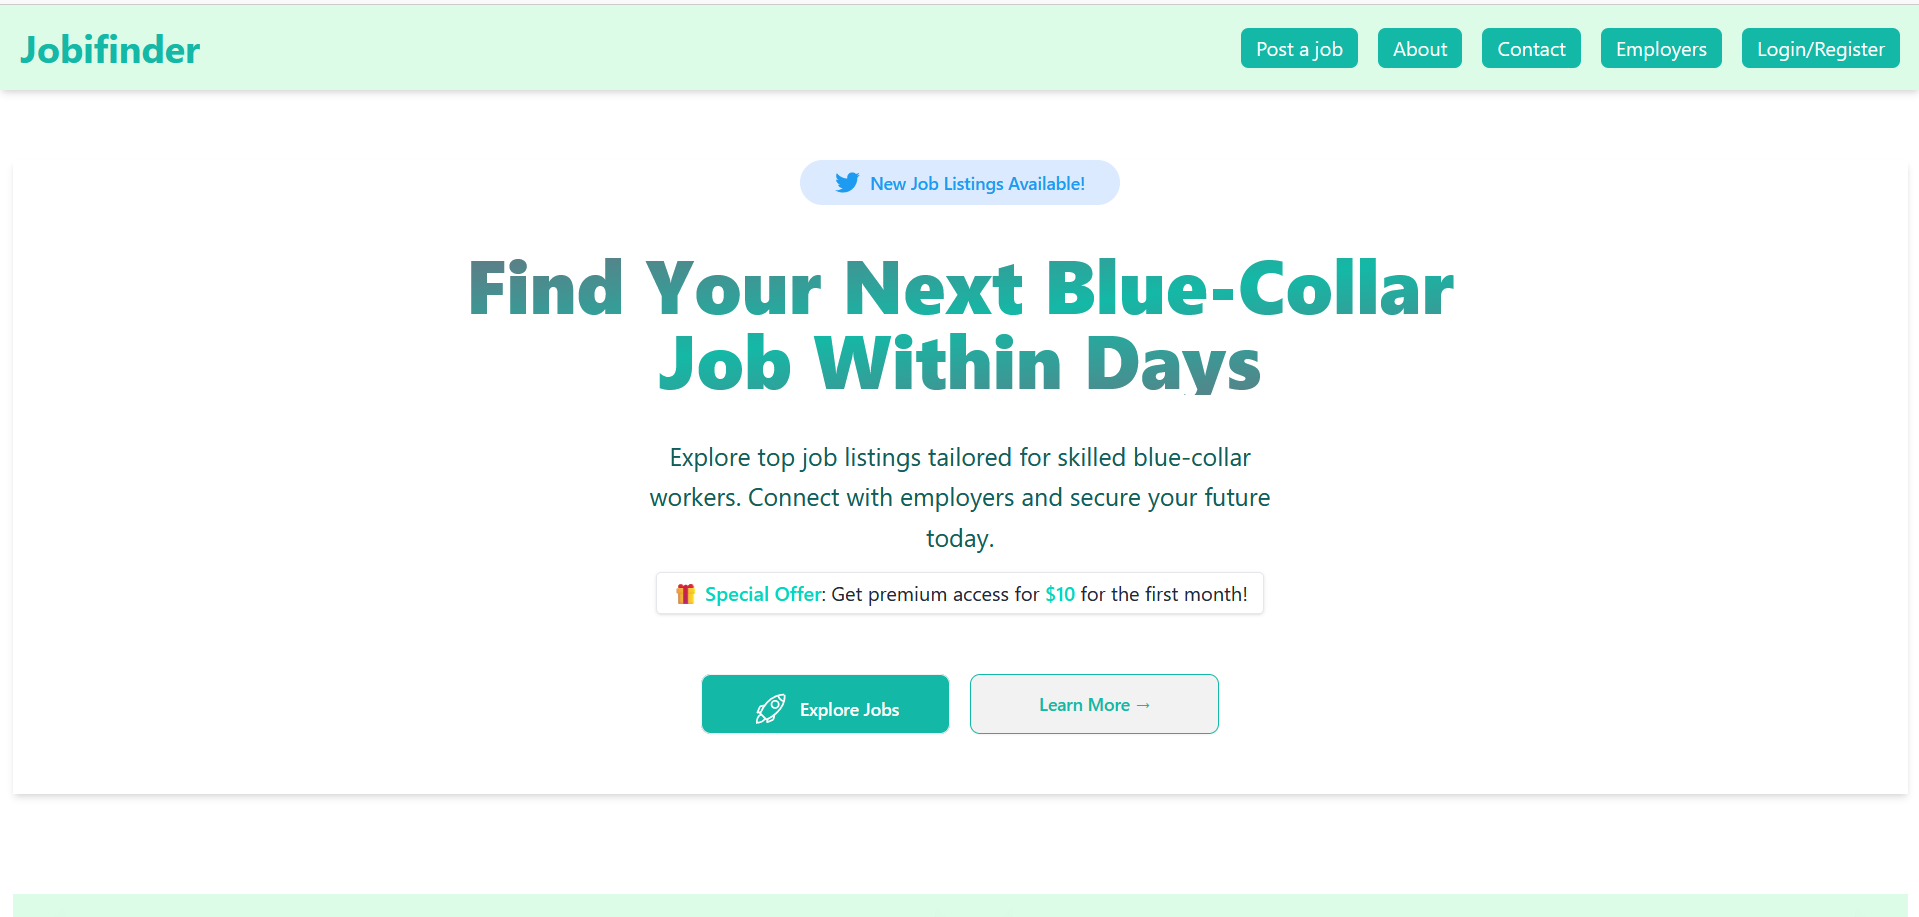 Jobifinder
Post a job About Contact Employers Login/Register
New Job Listings Available!
Find Your Next Blue-Collar
Job Within Days
Explore top job listings tailored for skilled blue-collar
workers. Connect with employers and secure your future
today.
🎁 Special Offer: Get premium access for $10 for the first month!
Explore Jobs
Learn More →